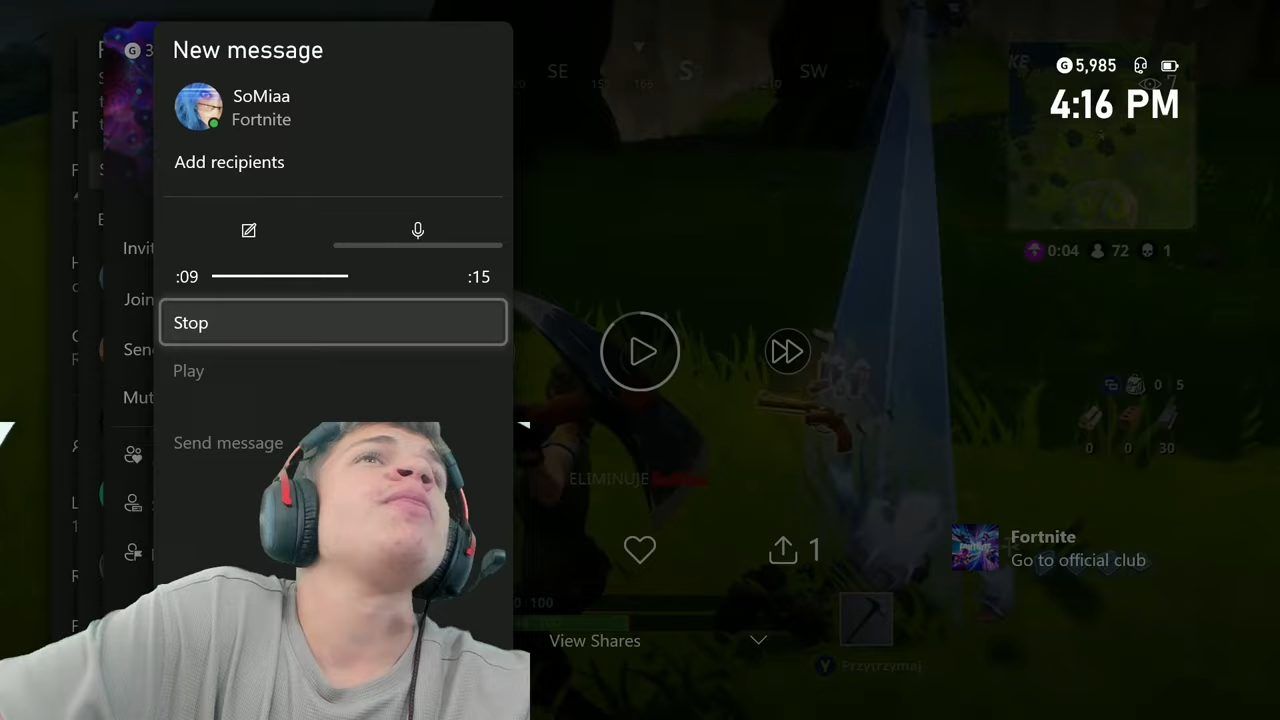 New message
SoMiaa
Fortnite
Add recipients
:09
:15
Stop
Play
Send message
Invit
Join
Sen
Mut
SE
S
SW
5,985
4:16 PM
0:04
72
1
0
5
0
0
30
ELIMINUJE
1
Fortnite
Go to official club
100
View Shares
Y Przytrzymaj